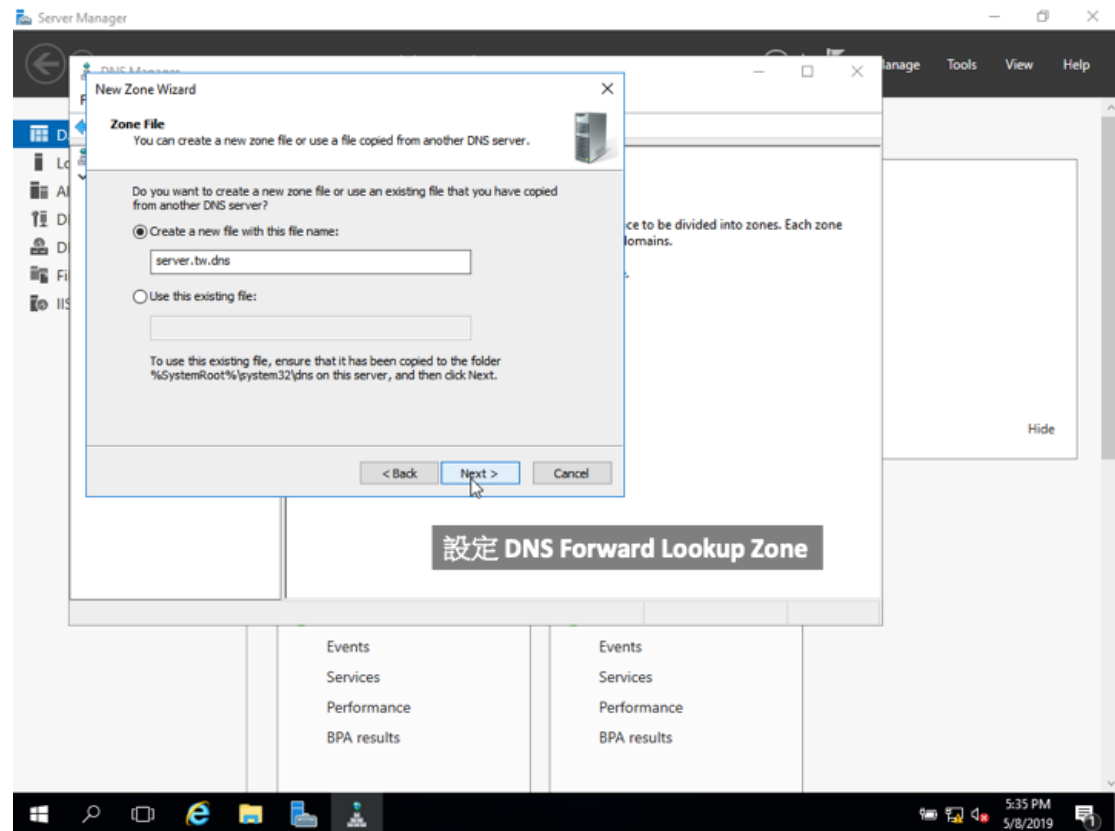 Server Manager
Manage Tools View Help
DNS Manager
New Zone Wizard
Zone File
You can create a new zone file or use a file copied from another DNS server.
Do you want to create a new zone file or use an existing file that you have copied
from another DNS server?
Create a new file with this file name:
server.tw.dns
Use this existing file:
To use this existing file, ensure that it has been copied to the folder
%SystemRoot%\system32\dns on this server, and then click Next.
< Back Next > Cancel
to be divided into zones. Each zone
Hide
設定 DNS Forward Lookup Zone
Events Events
Services Services
Performance Performance
BPA results BPA results
5:35 PM
5/8/2019
1